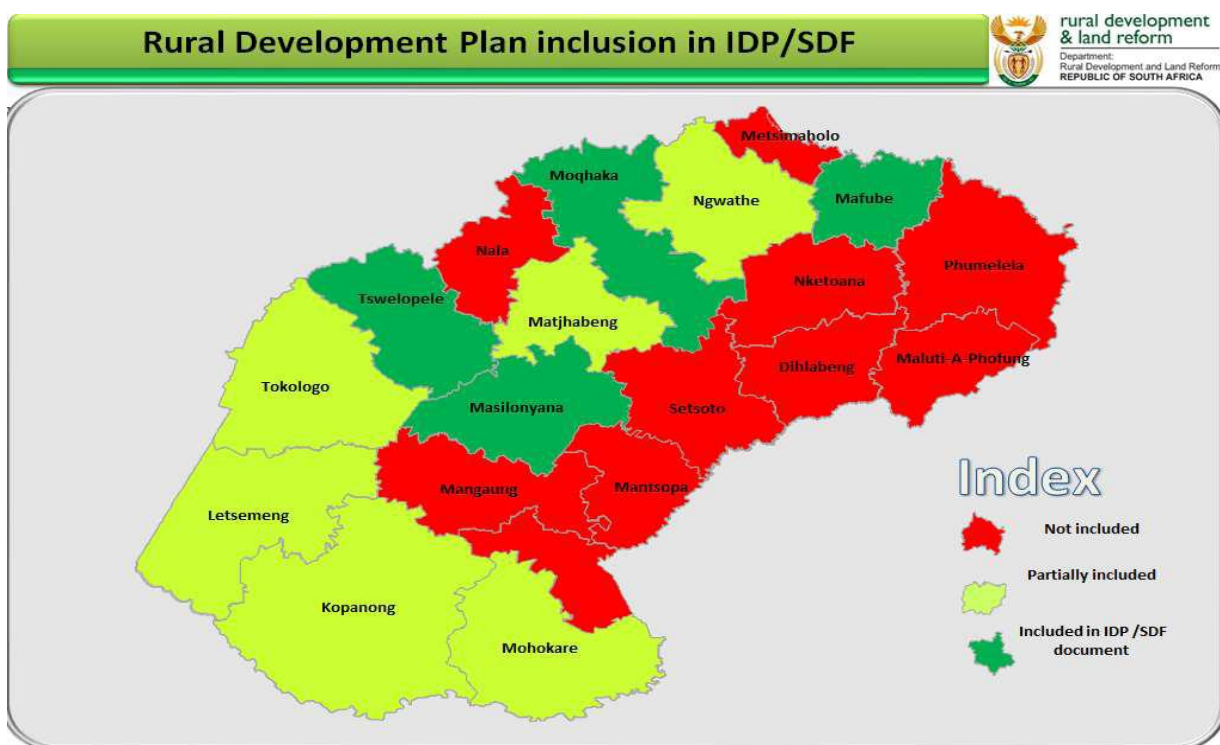 Rural Development Plan inclusion in IDP/SDF
rural development
& land reform
Department:
Rural Development and Land Reform
REPUBLIC OF SOUTH AFRICA
Metsimaholo
Moqhaka
Ngwathe
Mafube
Nala
Phumelela
Nketoana
Tswelopele
Matjhabeng
Maluti-A-Phofung
Dihlabeng
Tokologo
Masilonyana
Setsoto
Mangaung
Mantsopa
Letsemeng
Kopanong
Mohokare
Index
Not included
Partially included
Included in IDP /SDF
document